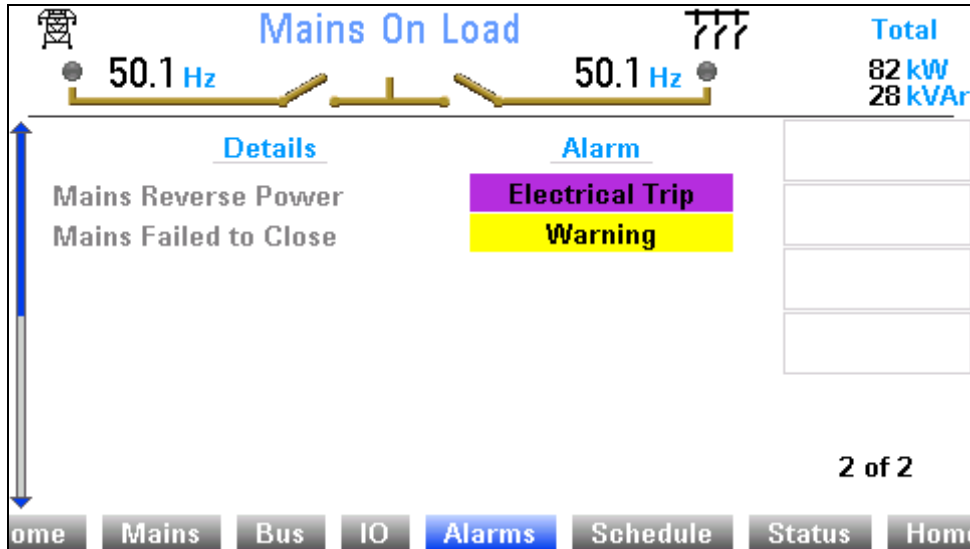 Mains On Load
Total
50.1 Hz
50.1 Hz
82 kW
28 kVAr
Details Alarm
Mains Reverse Power Electrical Trip
Mains Failed to Close Warning
2 of 2
ome Mains Bus IO Alarms Schedule Status Hom